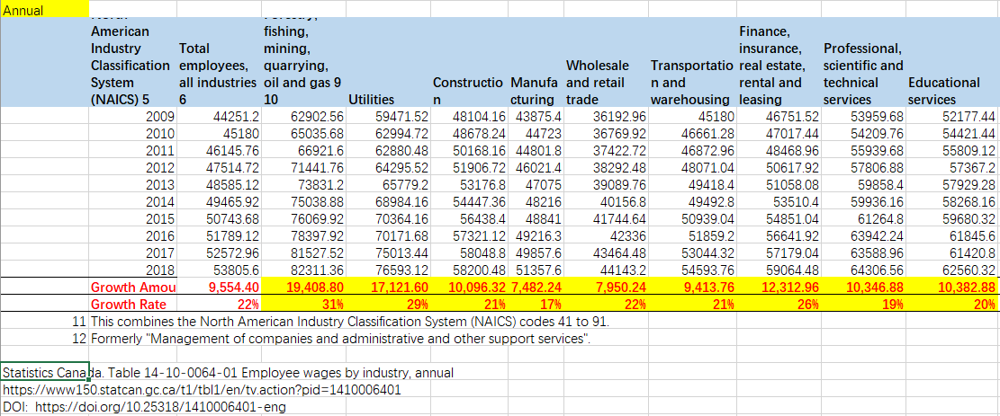 Annual
American fishing, Finance,
Industry Total mining, insurance, Professional,
Classification employees, quarrying, Wholesale Transportatio real estate, scientific and
System all industries oil and gas 9 Constructio Manufa and retail n and rental and technical Educational
(NAICS) 5 6 10 Utilities n cturing trade warehousing leasing services services
2009 44251.2 62902.56 59471.52 48104.16 43875.4 36192.96 45180 46751.52 53959.68 52177.44
2010 45180 65035.68 62994.72 48678.24 44723 36769.92 46661.28 47017.44 54209.76 54421.44
2011 46145.76 66921.6 62880.48 50168.16 44801.8 37422.72 46872.96 48468.96 55939.68 55809.12
2012 47514.72 71441.76 64295.52 51906.72 46021.4 38292.48 48071.04 50617.92 57806.88 57367.2
2013 48585.12 73831.2 65779.2 53176.8 47075 39089.76 49418.4 51058.08 59858.4 57929.28
2014 49465.92 75038.88 68984.16 54447.36 48216 40156.8 49492.8 53510.4 59936.16 58268.16
2015 50743.68 76069.92 70364.16 56438.4 48841 41744.64 50939.04 54851.04 61264.8 59680.32
2016 51789.12 78397.92 70171.68 57321.12 49216.3 42336 51859.2 56641.92 63942.24 61845.6
2017 52572.96 81527.52 75013.44 58048.8 49857.6 43464.48 53044.32 57179.04 63588.96 61420.8
2018 53805.6 82311.36 76593.12 58200.48 51357.6 44143.2 54593.76 59064.48 64306.56 62560.32
Growth Amou 9,554.40 19,408.80 17,121.60 10,096.32 7,482.24 7,950.24 9,413.76 12,312.96 10,346.88 10,382.88
Growth Rate 22% 31% 29% 21% 17% 22% 21% 26% 19% 20%
11 This combines the North American Industry Classification System (NAICS) codes 41 to 91.
12 Formerly "Management of companies and administrative and other support services".
Statistics Canada. Table 14-10-0064-01 Employee wages by industry, annual
https://www150.statcan.gc.ca/t1/tbl1/en/tv.action?pid=1410006401
DOI: https://doi.org/10.25318/1410006401-eng